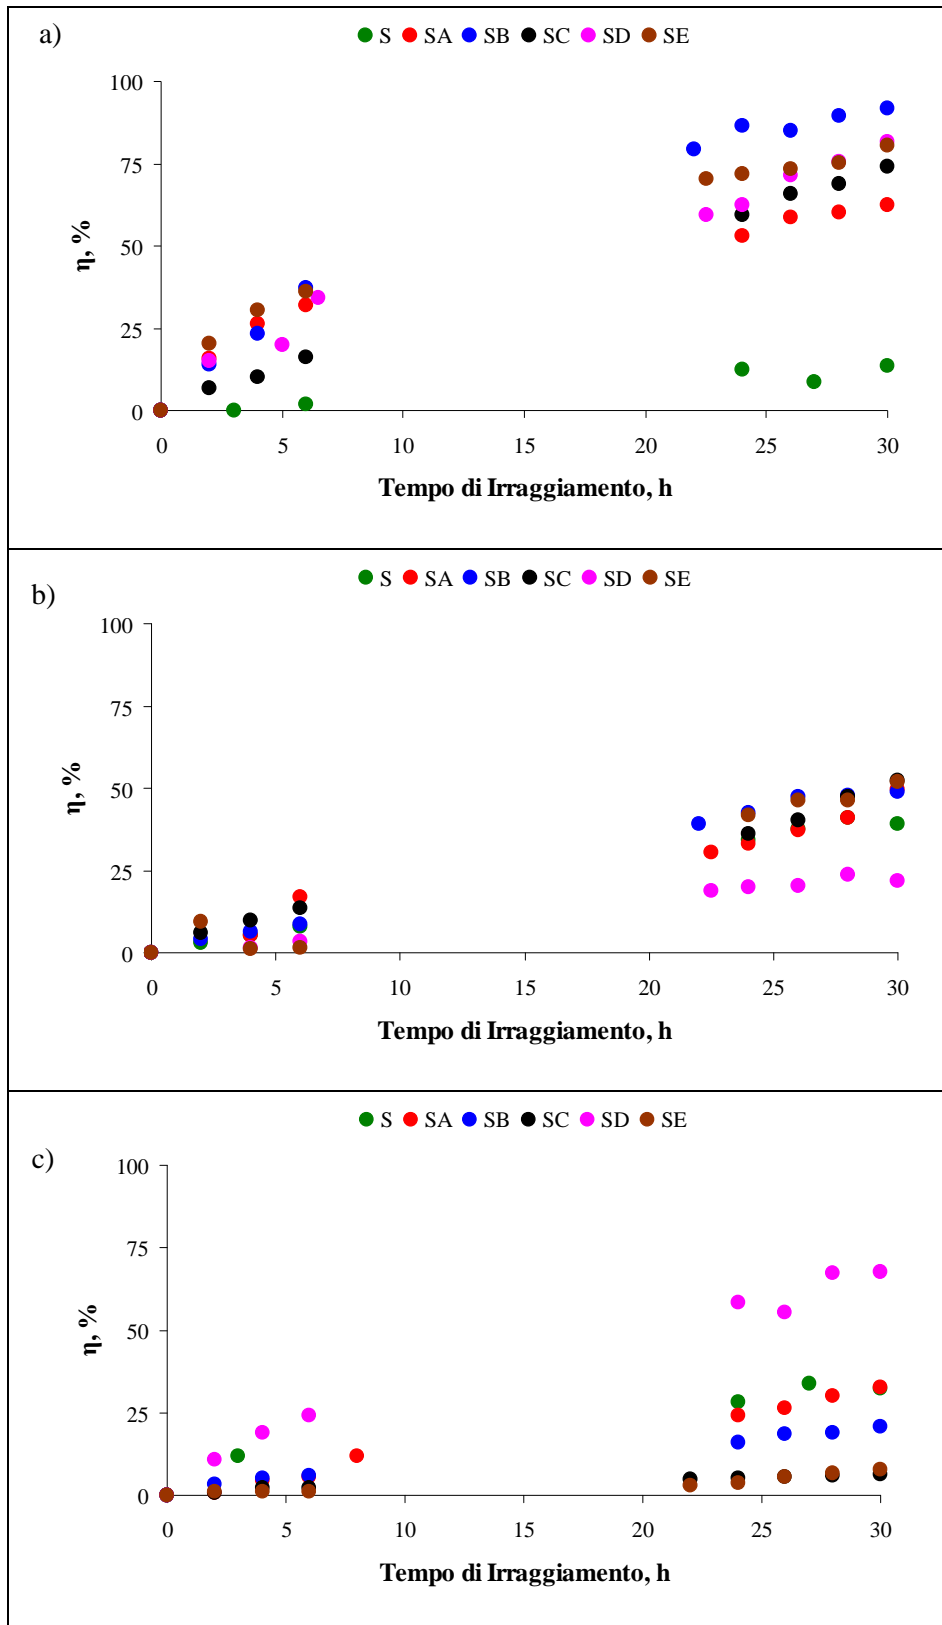 a)
S SA SB SC SD SE
100
75
50
25
0
η, %
0 5 10 15 20 25 30
Tempo di Irraggiamento, h
b)
S SA SB SC SD SE
100
75
50
25
0
η, %
0 5 10 15 20 25 30
Tempo di Irraggiamento, h
c)
S SA SB SC SD SE
100
75
50
25
0
η, %
0 5 10 15 20 25 30
Tempo di Irraggiamento, h